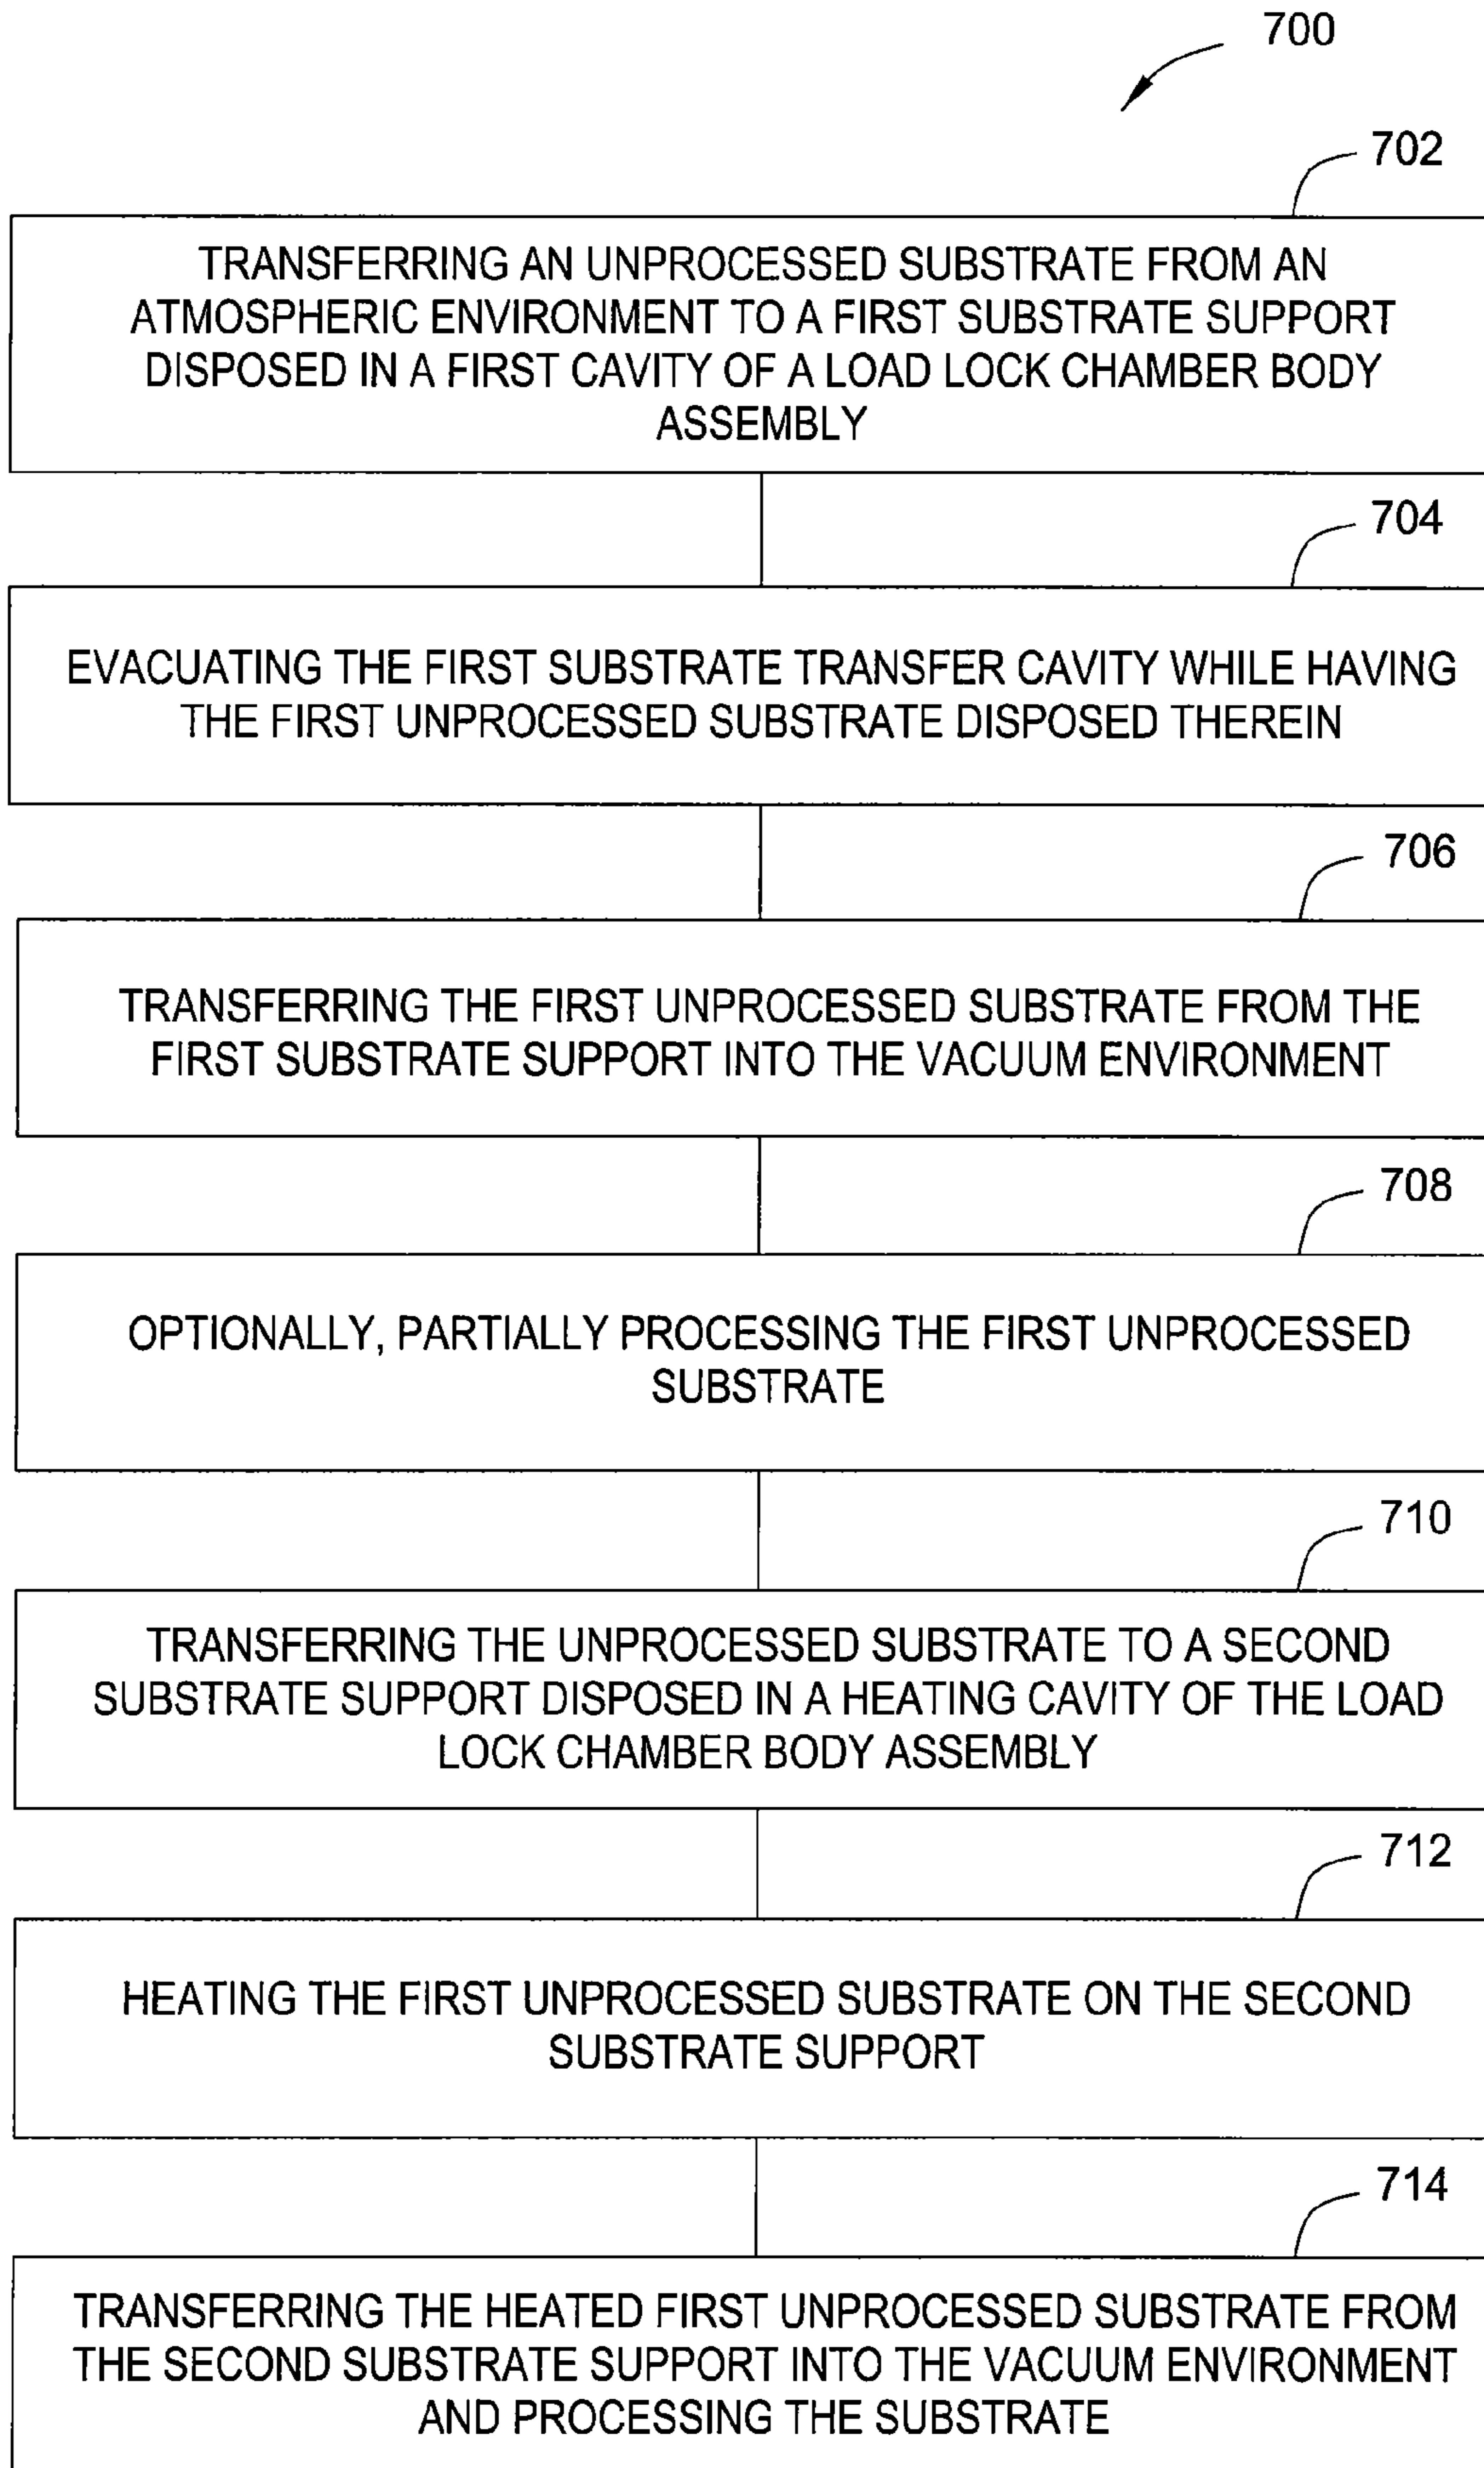 700
702
TRANSFERRING AN UNPROCESSED SUBSTRATE FROM AN
ATMOSPHERIC ENVIRONMENT TO A FIRST SUBSTRATE SUPPORT
DISPOSED IN A FIRST CAVITY OF A LOAD LOCK CHAMBER BODY
ASSEMBLY
704
EVACUATING THE FIRST SUBSTRATE TRANSFER CAVITY WHILE HAVING
THE FIRST UNPROCESSED SUBSTRATE DISPOSED THEREIN
706
TRANSFERRING THE FIRST UNPROCESSED SUBSTRATE FROM THE
FIRST SUBSTRATE SUPPORT INTO THE VACUUM ENVIRONMENT
708
OPTIONALLY, PARTIALLY PROCESSING THE FIRST UNPROCESSED
SUBSTRATE
710
TRANSFERRING THE UNPROCESSED SUBSTRATE TO A SECOND
SUBSTRATE SUPPORT DISPOSED IN A HEATING CAVITY OF THE LOAD
LOCK CHAMBER BODY ASSEMBLY
712
HEATING THE FIRST UNPROCESSED SUBSTRATE ON THE SECOND
SUBSTRATE SUPPORT
714
TRANSFERRING THE HEATED FIRST UNPROCESSED SUBSTRATE FROM
THE SECOND SUBSTRATE SUPPORT INTO THE VACUUM ENVIRONMENT
AND PROCESSING THE SUBSTRATE